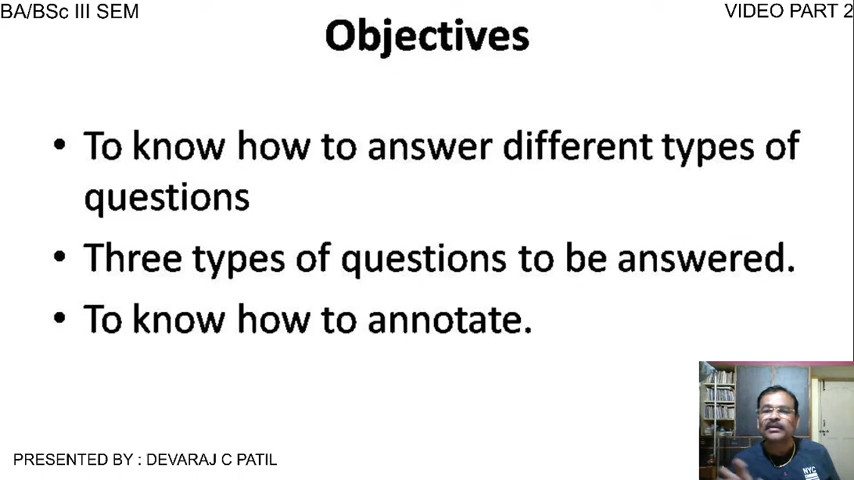 BA/BSc III SEM
VIDEO PART 2
Objectives
• To know how to answer different types of
questions
• Three types of questions to be answered.
• To know how to annotate.
NYC
PRESENTED BY : DEVARAJ C PATIL